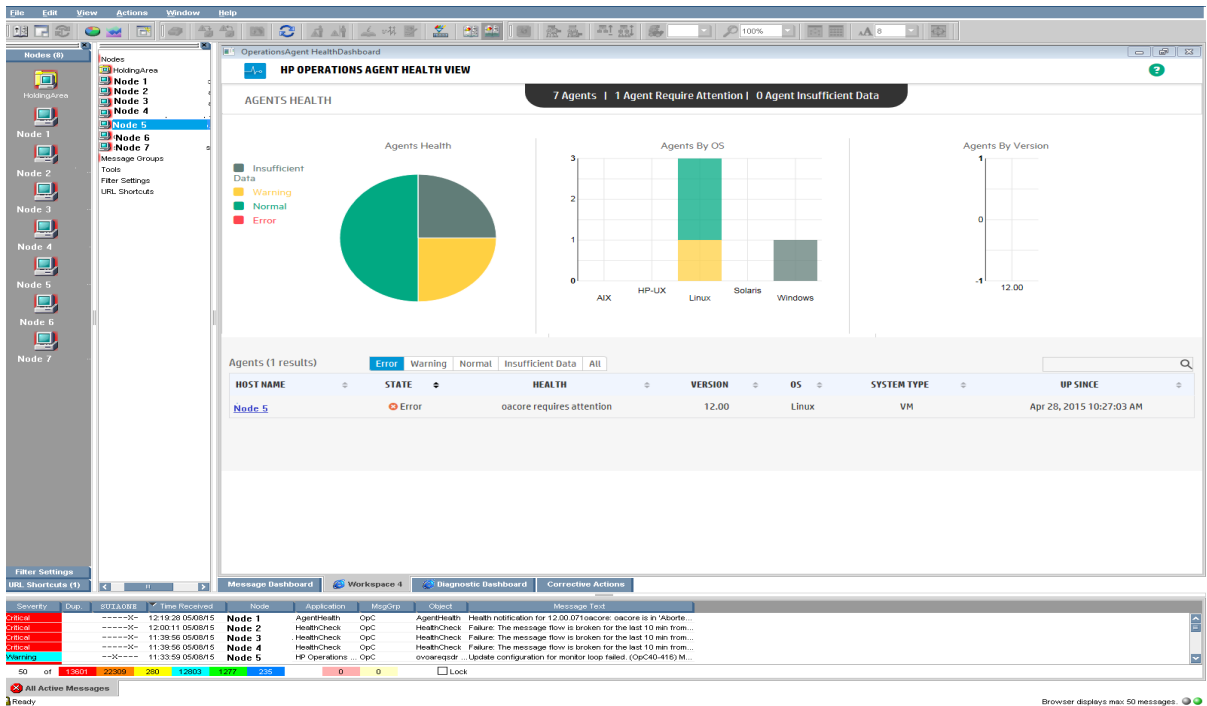 File Edit View Actions Window Help
100% 8
Nodes (8)
HoldingArea
Node 1
Node 2
Node 3
Node 4
Node 5
Node 6
Node 7
Filter Settings
URL Shortcuts (1)
Nodes
HoldingArea
Node 1
Node 2
Node 3
Node 4
Node 5
Node 6
Node 7
Message Groups
Tools
Filter Settings
URL Shortcuts
OperationsAgent HealthDashboard
HP OPERATIONS AGENT HEALTH VIEW
AGENTS HEALTH
7 Agents | 1 Agent Require Attention | 0 Agent Insufficient Data
Agents Health
Insufficient
Data
Warning
Normal
Error
Agents By OS
3
2
1
0
AIX HP-UX Linux Solaris Windows
Agents By Version
1
0
-1
12.00
Agents (1 results) Error Warning Normal Insufficient Data All
HOST NAME STATE HEALTH VERSION OS SYSTEM TYPE UP SINCE
Node 5 Error oacore requires attention 12.00 Linux VM Apr 28, 2015 10:27:03 AM
Message Dashboard Workspace 4 Diagnostic Dashboard Corrective Actions
Severity Dup. SUIAONE Time Received Node Application MsgGrp Object Message Text
Critical -----X- 12:19:28 05/08/15 Node 1 AgentHealth OpC AgentHealth Health notification for 12.00.071oacore: oacore is in 'Aborte...
Critical -----X- 12:00:11 05/08/15 Node 2 HealthCheck OpC HealthCheck Failure: The message flow is broken for the last 10 min from...
Critical -----X- 11:39:56 05/08/15 Node 3 HealthCheck OpC HealthCheck Failure: The message flow is broken for the last 10 min from...
Critical -----X- 11:39:56 05/08/15 Node 4 HealthCheck OpC HealthCheck Failure: The message flow is broken for the last 10 min from...
Warning --X---- 11:33:59 05/08/15 Node 5 HP Operations ... OpC ovoareqsdr ... Update configuration for monitor loop failed. (OpC40-416) M...
50 of 13601 22309 280 12603 1277 235 0 0 Lock
All Active Messages
Ready
Browser displays max 50 messages.